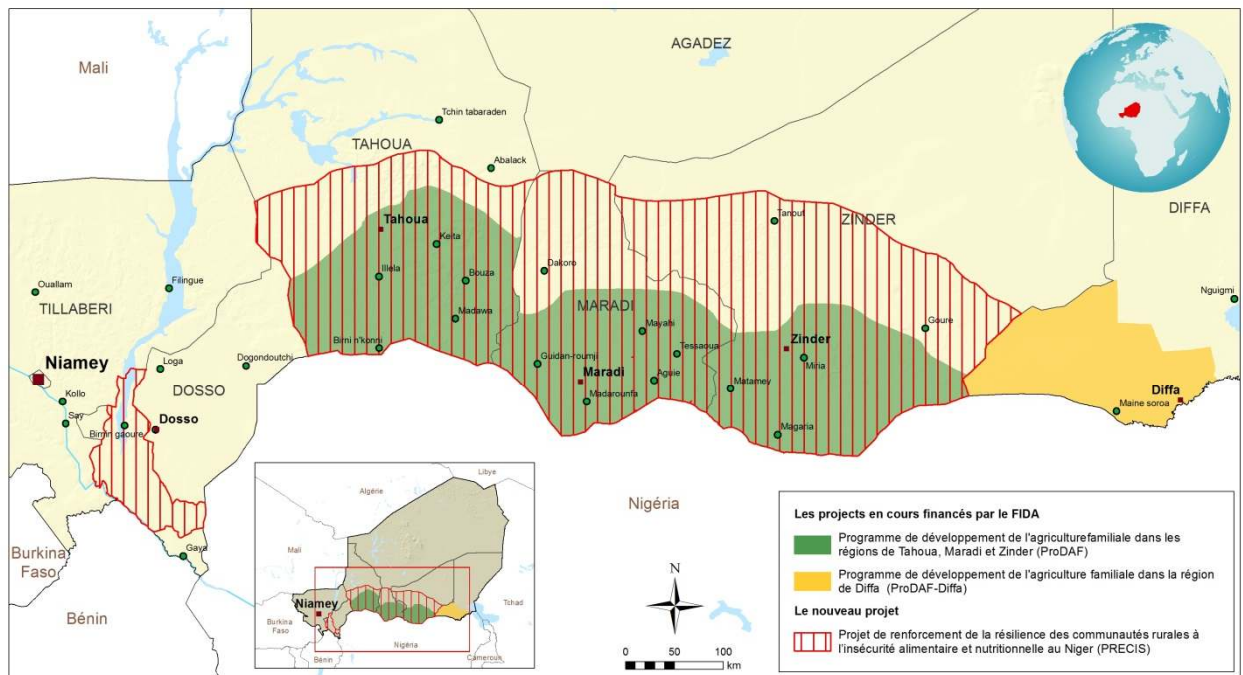 Mali
AGADEZ
Tchin tabaraden
TAHOUA
Abalack
Tahoua
Keita
Tanout
ZINDER
DIFFA
Dakoro
Illela
Bouza
Ouallam
Filingue
Nguigmi
TILLABERI
MARADI
Madawa
Mayahi
Goure
Birni n'konni
Zinder
Tessaoua
Miria
Niamey
Loga
Dogondoutchi
Guidan-roumji
Maradi
Aguie
Matamey
DOSSO
Kollo
Madarounfa
Diffa
Maine soroa
Say
Birnin gaoure
Dosso
Magaria
Burkina
Faso
Gaya
Bénin
Nigéria
Libye
Algérie
Mali
Niamey
Tchad
Burkina
Faso
Nigéria
Bénin
Cameroun
N
0 50 100
km
Les projects en cours financés par le FIDA
Programme de développement de l'agriculturefamiliale dans les
régions de Tahoua, Maradi et Zinder (ProDAF)
Programme de développement de l'agriculture familiale dans la région
de Diffa (ProDAF-Diffa)
Le nouveau projet
Projet de renforcement de la résilience des communautés rurales à
l'insécurité alimentaire et nutritionnelle au Niger (PRECIS)